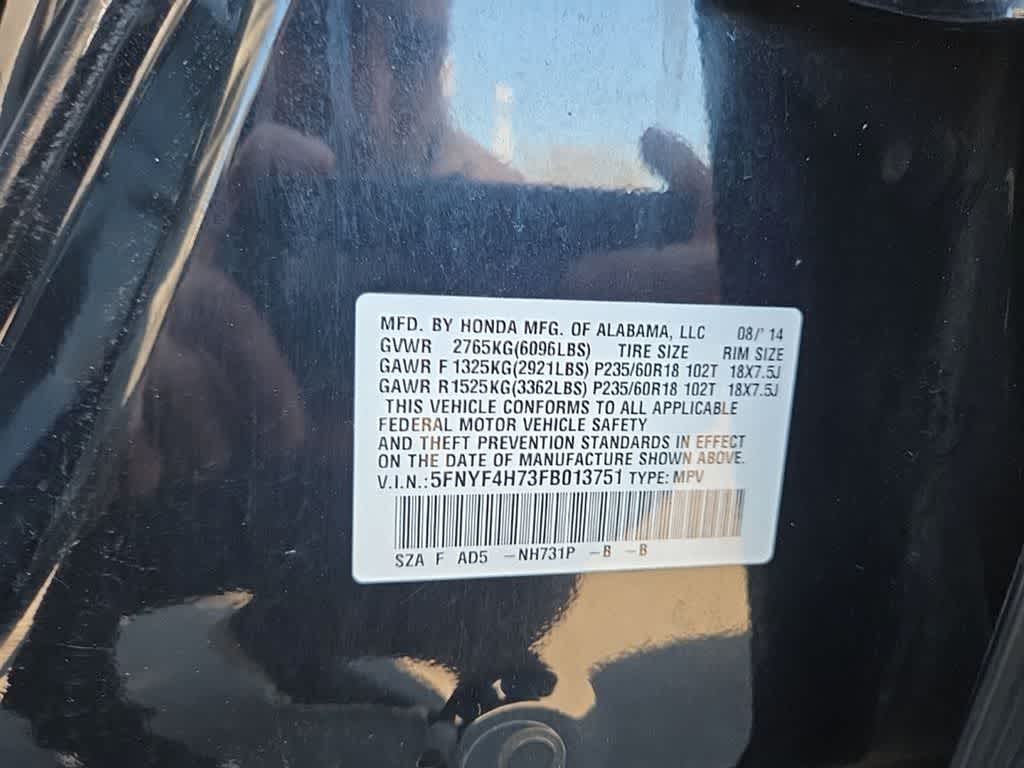 MFD. BY HONDA MFG. OF ALABAMA, LLC 08/'14
GVWR 2765KG(6096LBS) TIRE SIZE RIM SIZE
GAWR F 1325KG(2921LBS) P235/60R18 102T 18X7.5J
GAWR R1525KG(3362LBS) P235/60R18 102T 18X7.5J
THIS VEHICLE CONFORMS TO ALL APPLICABLE
FEDERAL MOTOR VEHICLE SAFETY
AND THEFT PREVENTION STANDARDS IN EFFECT
ON THE DATE OF MANUFACTURE SHOWN ABOVE.
V.I.N.:5FNYF4H73FB013751 TYPE: MPV
SZA F AD5 -NH731P -B -B